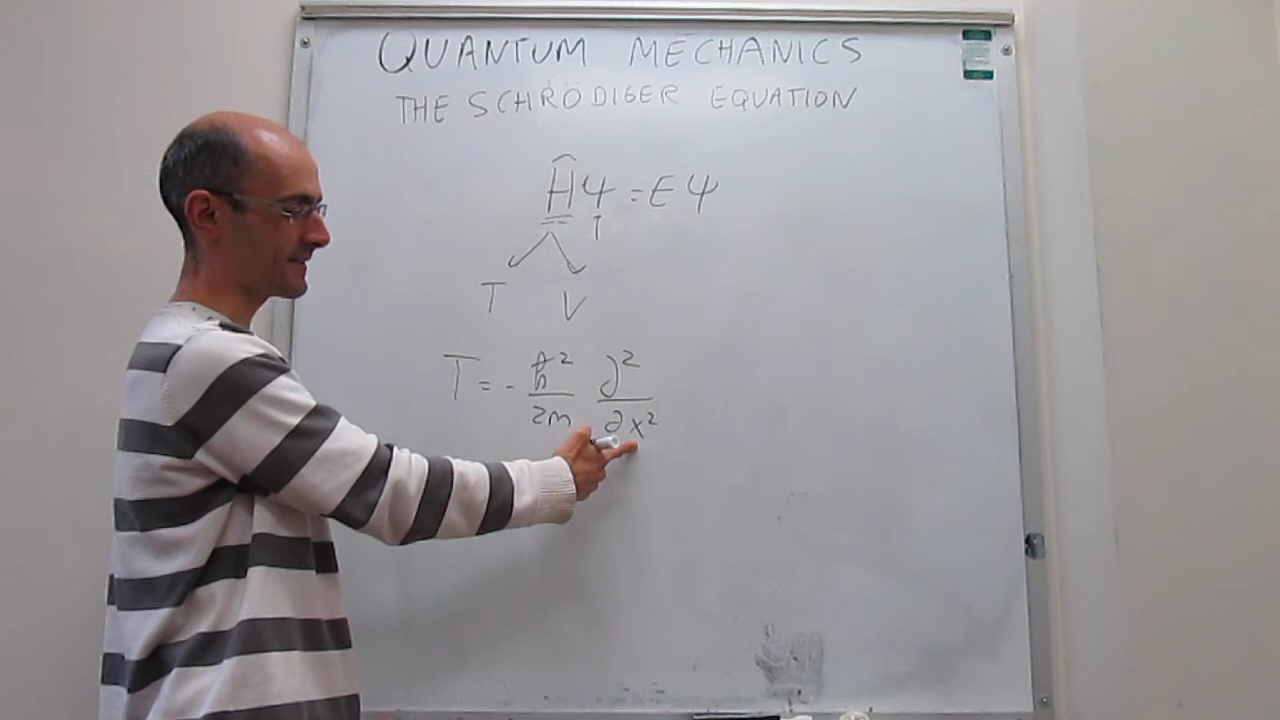 QUANTUM MECHANICS
THE SCHRÖDIGER EQUATION
Ĥψ = Eψ
T V
T = - ħ²/2m ∂²/∂x²